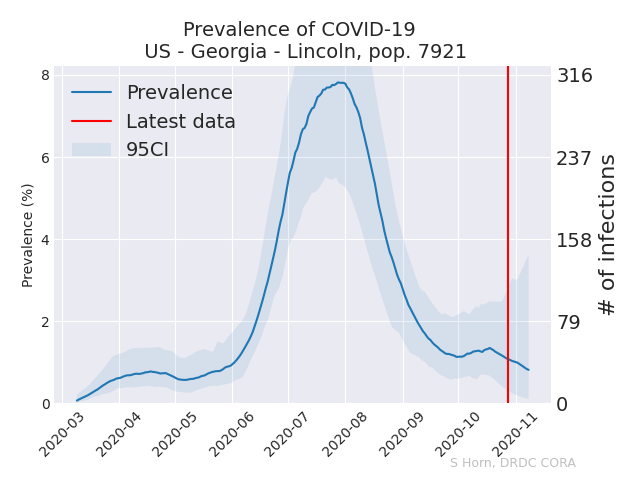 Prevalence of COVID-19
US - Georgia - Lincoln, pop. 7921
Prevalence
Latest data
95CI
Prevalence (%)
8
6
4
2
0
316
237
158
79
0
# of infections
2020-03
2020-04
2020-05
2020-06
2020-07
2020-08
2020-09
2020-10
2020-11
S Horn, DRDC CORA